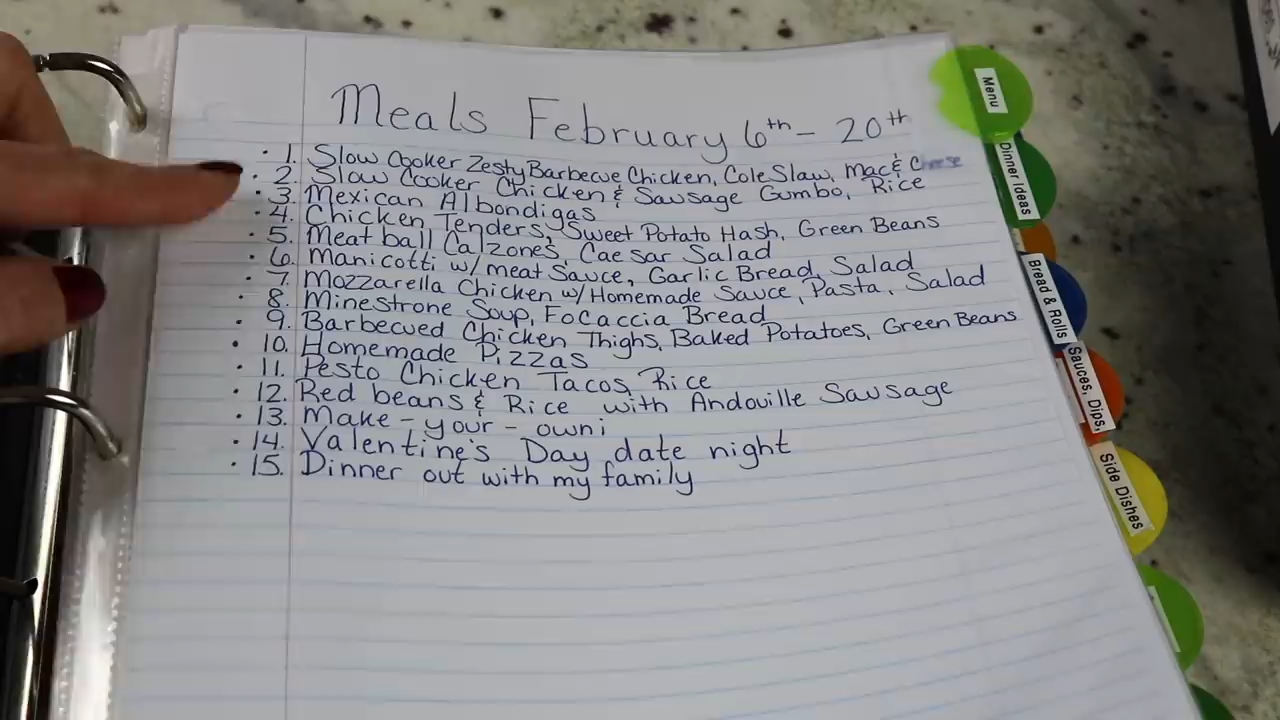 Meals February 6th - 20th
· 1. Slow Cooker Zesty Barbecue Chicken, Cole Slaw, Mac & Cheese
· 2. Slow Cooker Chicken & Sausage Gumbo, Rice
· 3. Mexican Albondigas
· 4. Chicken Tenders, Sweet Potato Hash, Green Beans
· 5. Meatball Calzones, Caesar Salad
· 6. Manicotti w/ meat Sauce, Garlic Bread, Salad
· 7. Mozzarella Chicken w/ Homemade Sauce, Pasta, Salad
· 8. Minestrone Soup, Focaccia Bread
· 9. Barbecued Chicken Thighs, Baked Potatoes, Green Beans
· 10. Homemade Pizzas
· 11. Pesto Chicken Tacos, Rice
· 12. Red beans & Rice with Andouille Sausage
· 13. Make - your - own
· 14. Valentine's Day date night
· 15. Dinner out with my family
Menu
Dinner Ideas
Bread & Rolls
Sauces, Dips,
Side Dishes